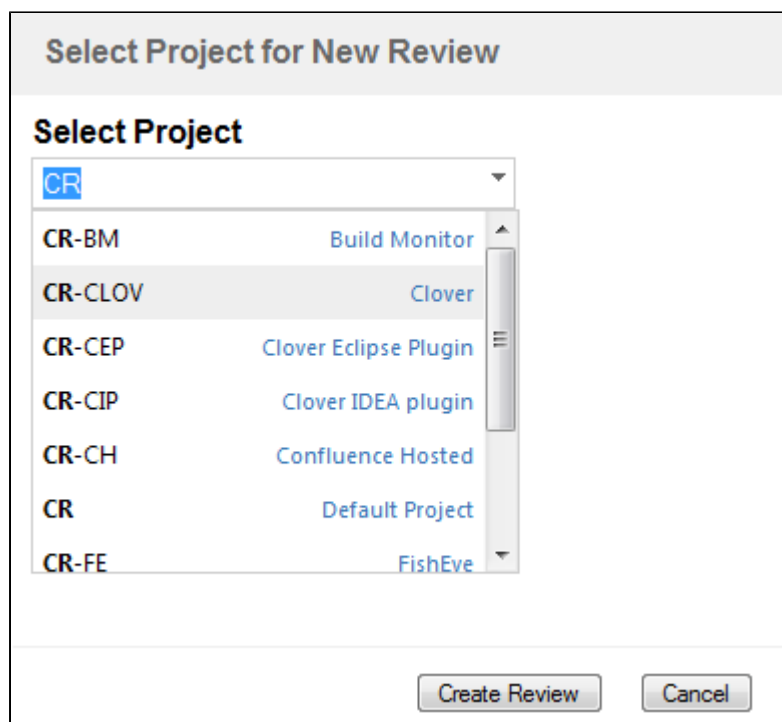 Select Project for New Review
Select Project
CR
CR-BM Build Monitor
CR-CLOV Clover
CR-CEP Clover Eclipse Plugin
CR-CIP Clover IDEA plugin
CR-CH Confluence Hosted
CR Default Project
CR-FE FishEye
Create Review Cancel